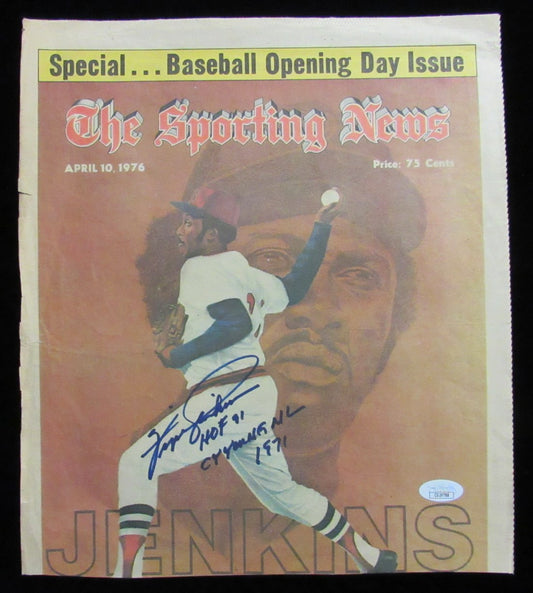 Special... Baseball Opening Day Issue
The Sporting News
APRIL 10, 1976
Price: 75 Cents
HOF 91
CY YOUNG NL
1971
JENKINS